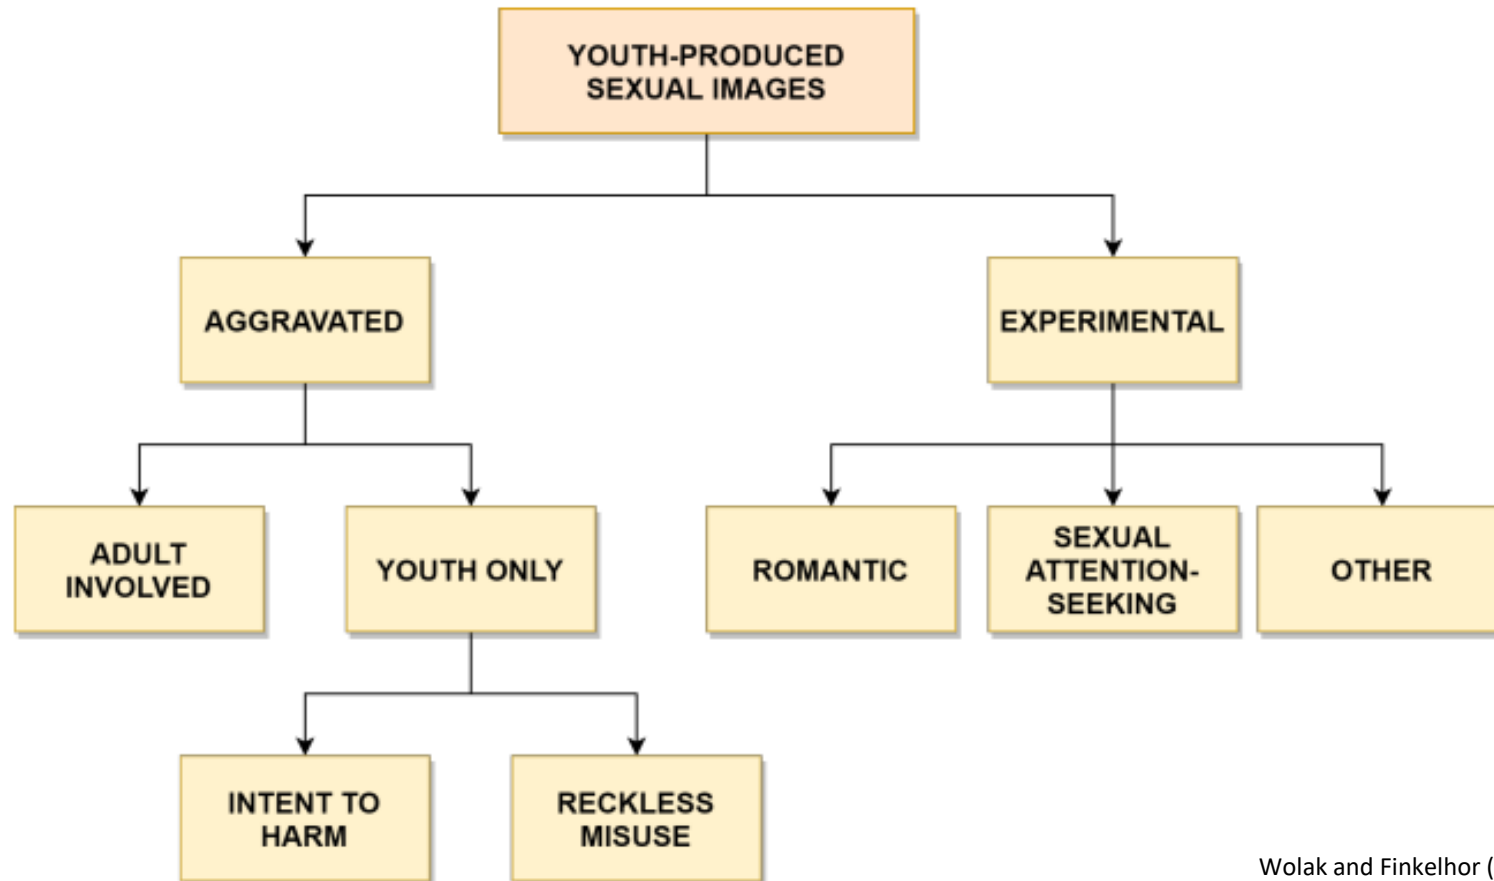 YOUTH-PRODUCED
SEXUAL IMAGES
AGGRAVATED
EXPERIMENTAL
ADULT
INVOLVED
YOUTH ONLY
ROMANTIC
SEXUAL
ATTENTION-
SEEKING
OTHER
INTENT TO
HARM
RECKLESS
MISUSE
Wolak and Finkelhor (